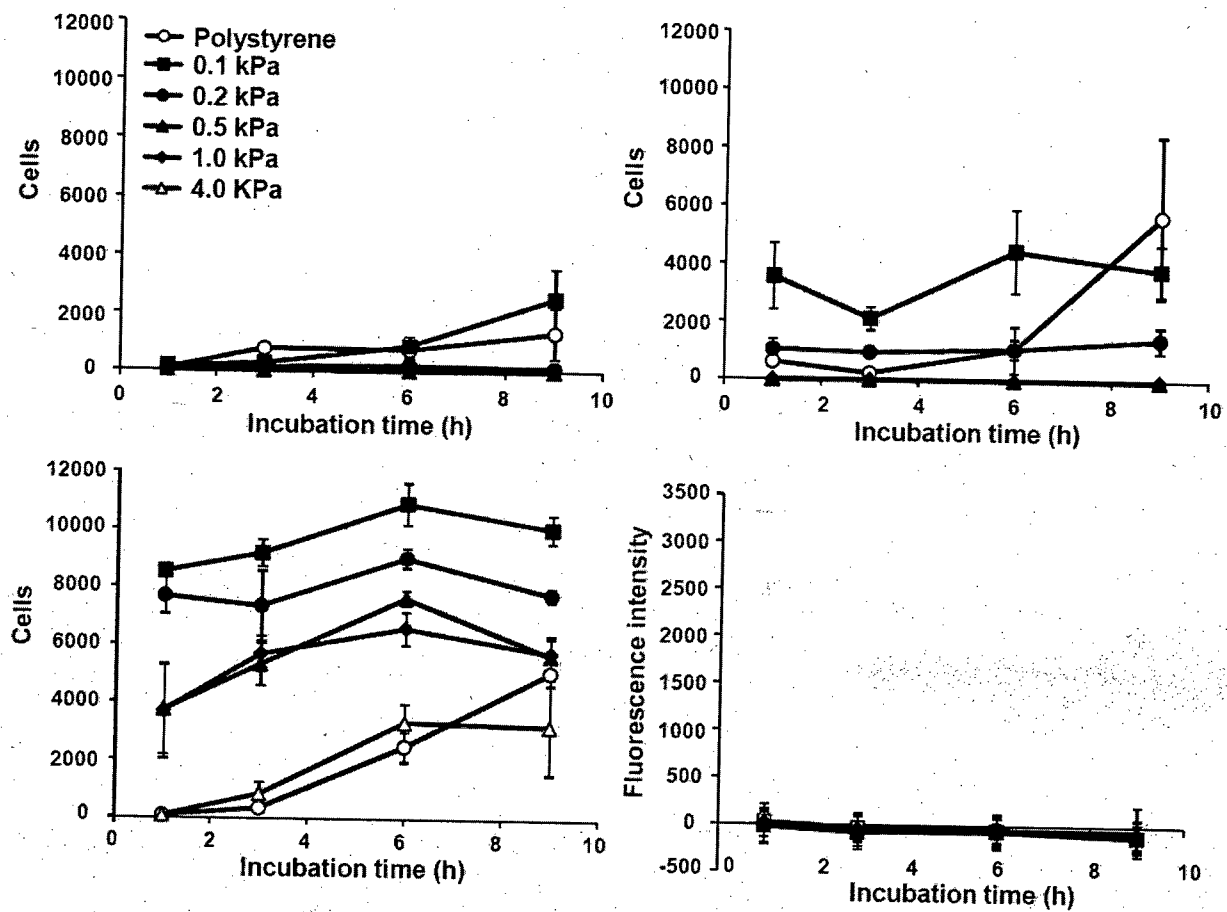 12000
10000
8000
6000
4000
2000
0
Cells
Polystyrene
0.1 kPa
0.2 kPa
0.5 kPa
1.0 kPa
4.0 KPa
0 2 4 6 8 10
Incubation time (h)
12000
10000
8000
6000
4000
2000
0
Cells
0 2 4 6 8 10
Incubation time (h)
12000
10000
8000
6000
4000
2000
0
Cells
0 2 4 6 8 10
Incubation time (h)
3500
3000
2500
2000
1500
1000
500
0
-500
Fluorescence intensity
0 2 4 6 8 10
Incubation time (h)